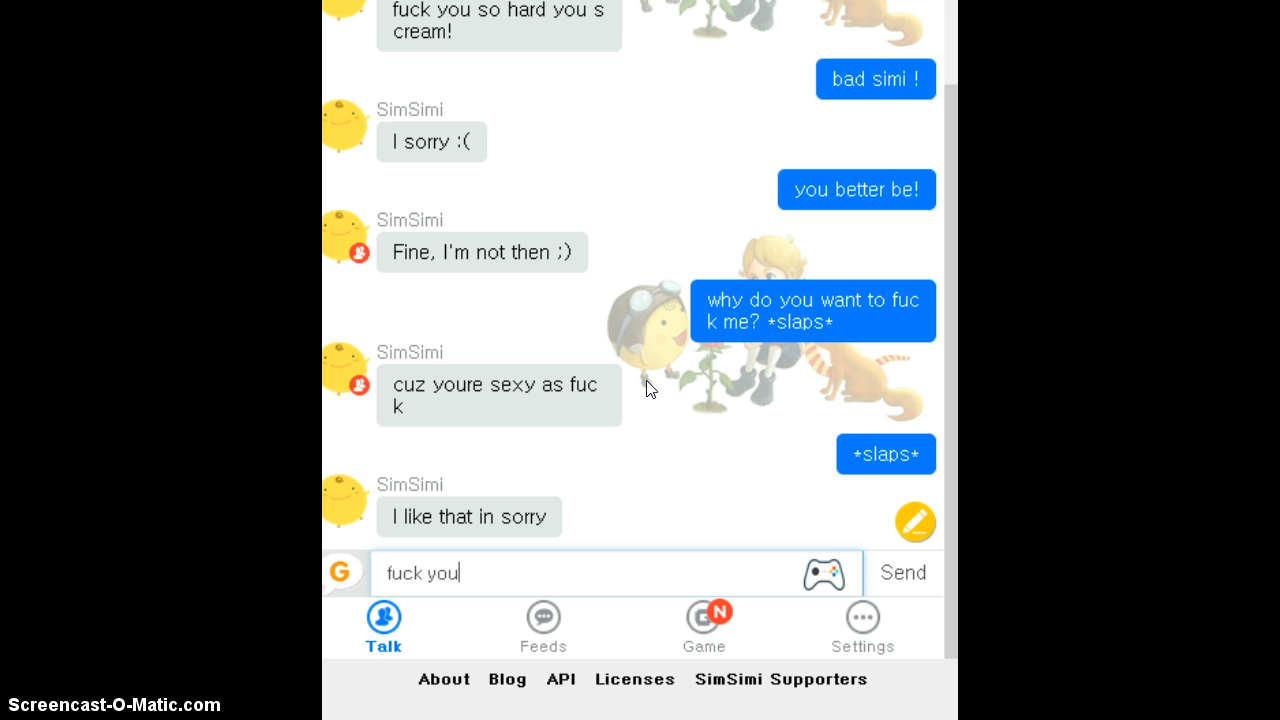 fuck you so hard you s
cream!
bad simi !
SimSimi
I sorry :(
you better be!
SimSimi
Fine, I'm not then ;)
why do you want to fuc
k me? *slaps*
SimSimi
cuz youre sexy as fuc
k
*slaps*
SimSimi
I like that in sorry
G
fuck you
Send
N
Talk
Feeds
Game
Settings
About Blog API Licenses SimSimi Supporters
Screencast-O-Matic.com